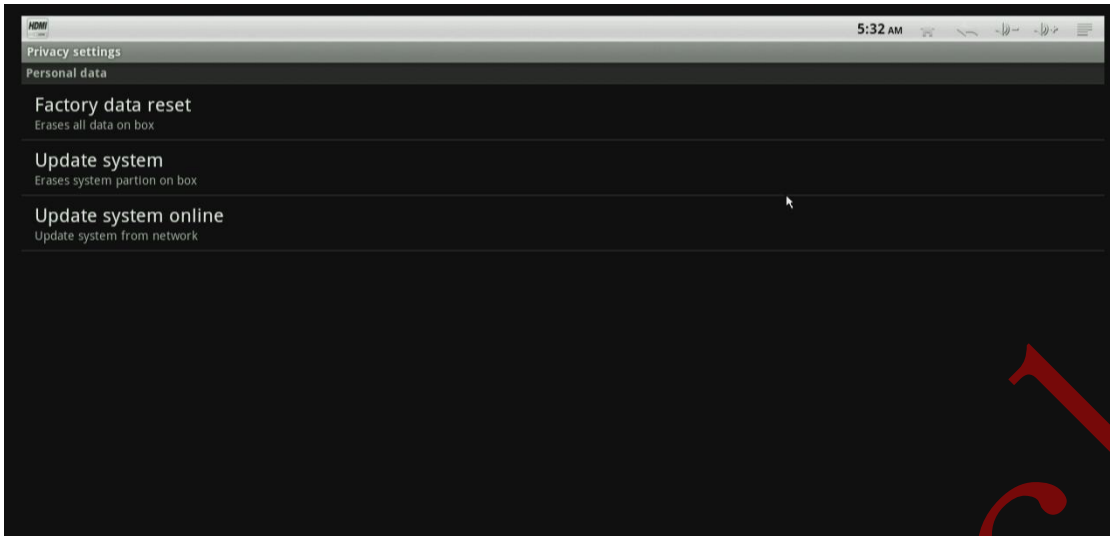 HDMI
5:32 AM
Privacy settings
Personal data
Factory data reset
Erases all data on box
Update system
Erases system partion on box
Update system online
Update system from network